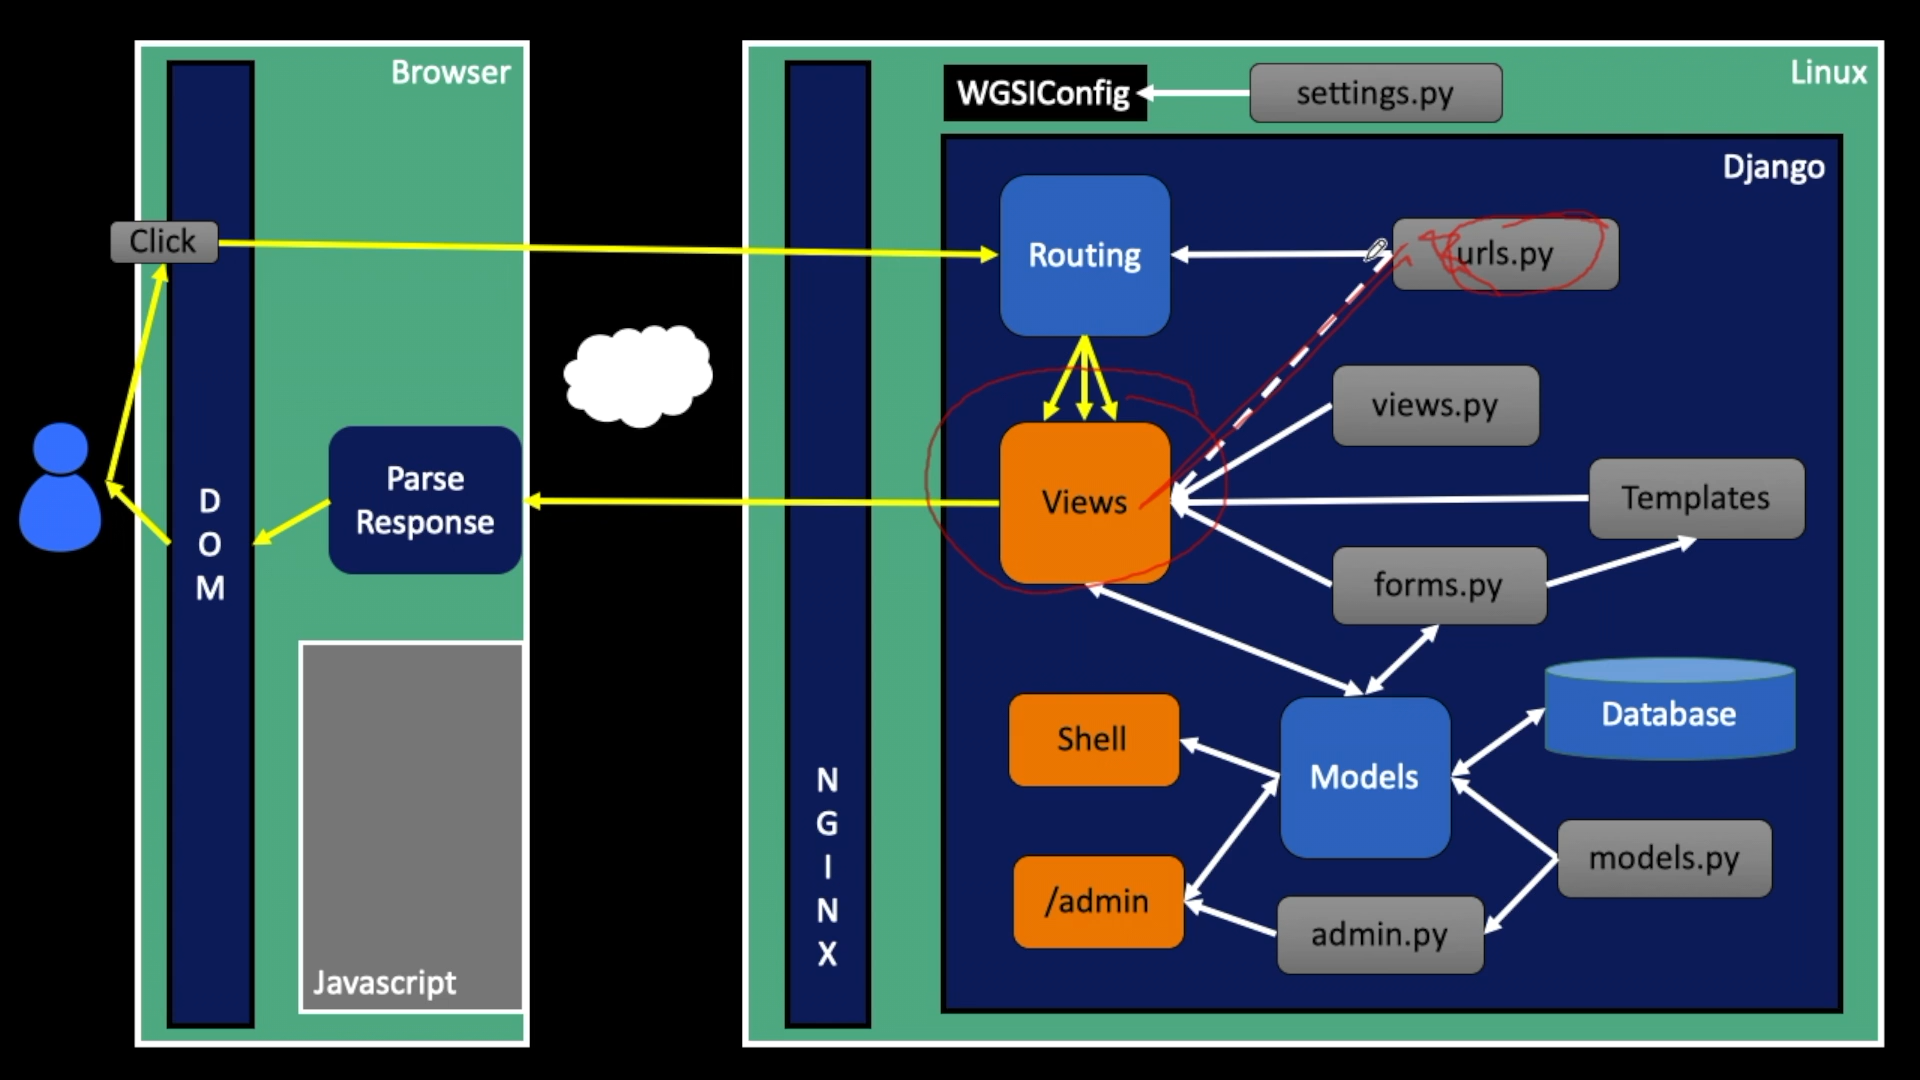 Browser
Linux
WGSIConfig
settings.py
Django
Click
Routing
urls.py
views.py
Parse
Response
Views
Templates
D
O
M
forms.py
Shell
Database
Models
N
G
I
N
X
models.py
/admin
admin.py
Javascript